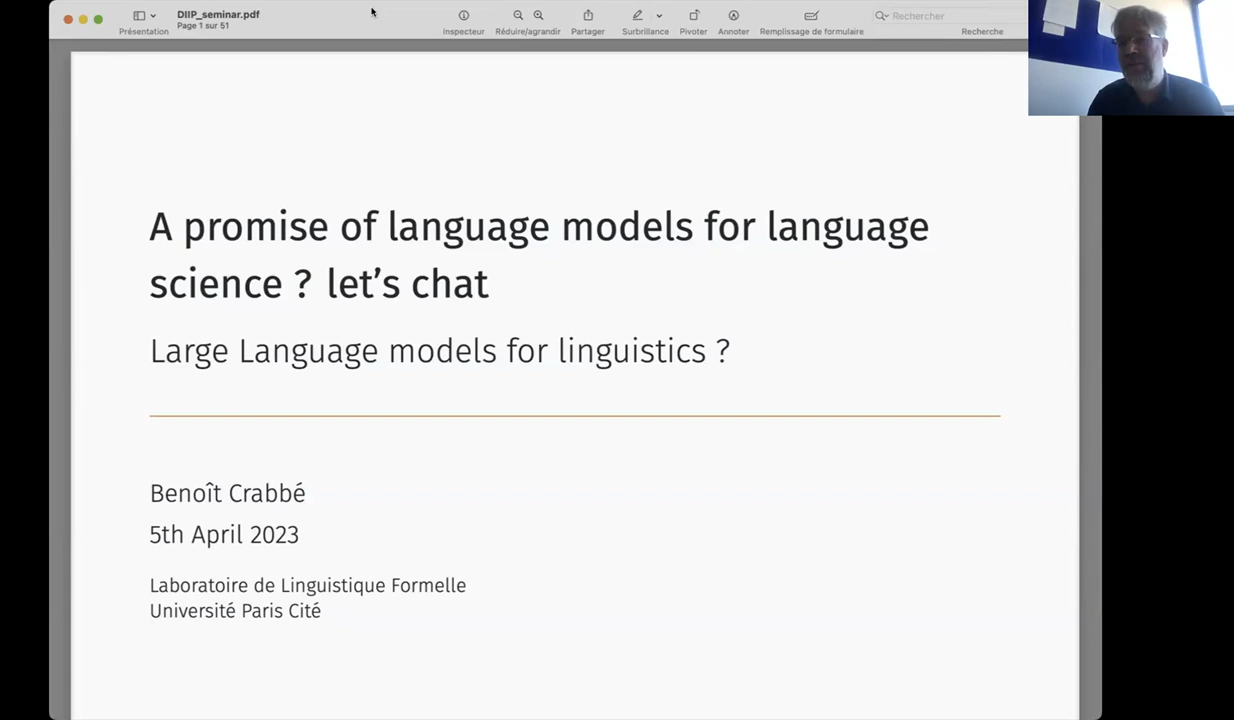 DIIP_seminar.pdf
Page 1 sur 51
Présentation
Inspecteur
Réduire/agrandir
Partager
Surbrillance
Pivoter
Annoter
Remplissage de formulaire
Rechercher
Recherche
A promise of language models for language
science ? let's chat
Large Language models for linguistics ?
Benoît Crabbé
5th April 2023
Laboratoire de Linguistique Formelle
Université Paris Cité